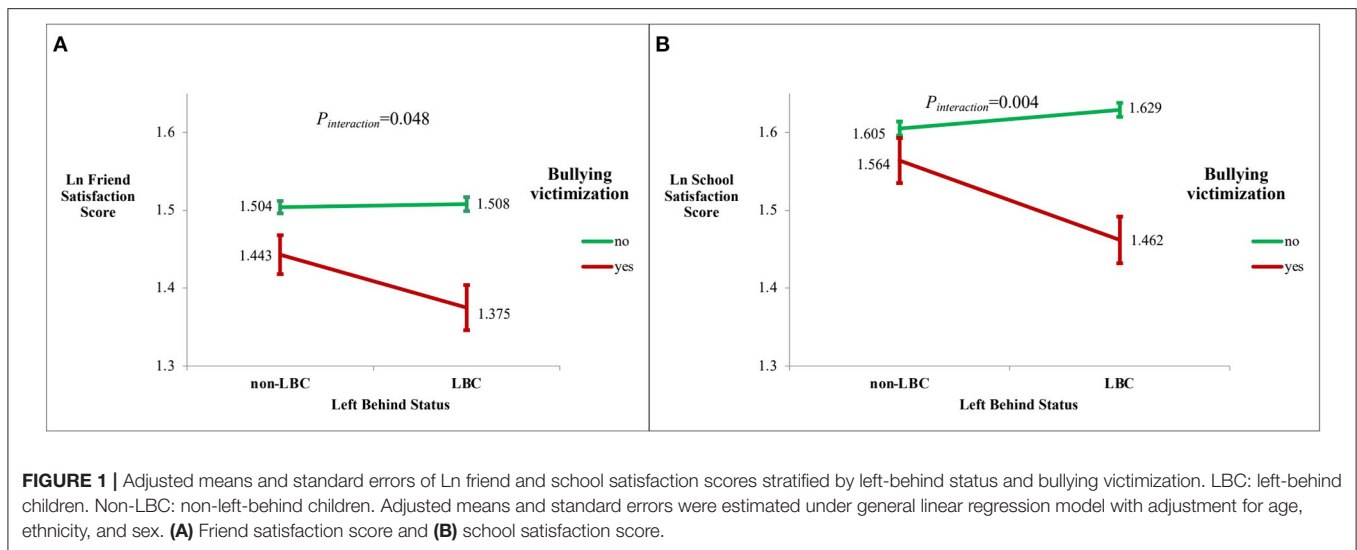 A
P_interaction=0.048
1.6
Ln Friend
Satisfaction
Score
Bullying
victimization
1.5
1.504
1.508
no
1.443
yes
1.4
1.375
1.3
non-LBC
LBC
Left Behind Status
B
P_interaction=0.004
1.629
1.6
1.605
1.564
Ln School
Satisfaction
Score
Bullying
victimization
1.5
no
1.462
yes
1.4
1.3
non-LBC
LBC
Left Behind Status
FIGURE 1 | Adjusted means and standard errors of Ln friend and school satisfaction scores stratified by left-behind status and bullying victimization. LBC: left-behind
children. Non-LBC: non-left-behind children. Adjusted means and standard errors were estimated under general linear regression model with adjustment for age,
ethnicity, and sex. (A) Friend satisfaction score and (B) school satisfaction score.